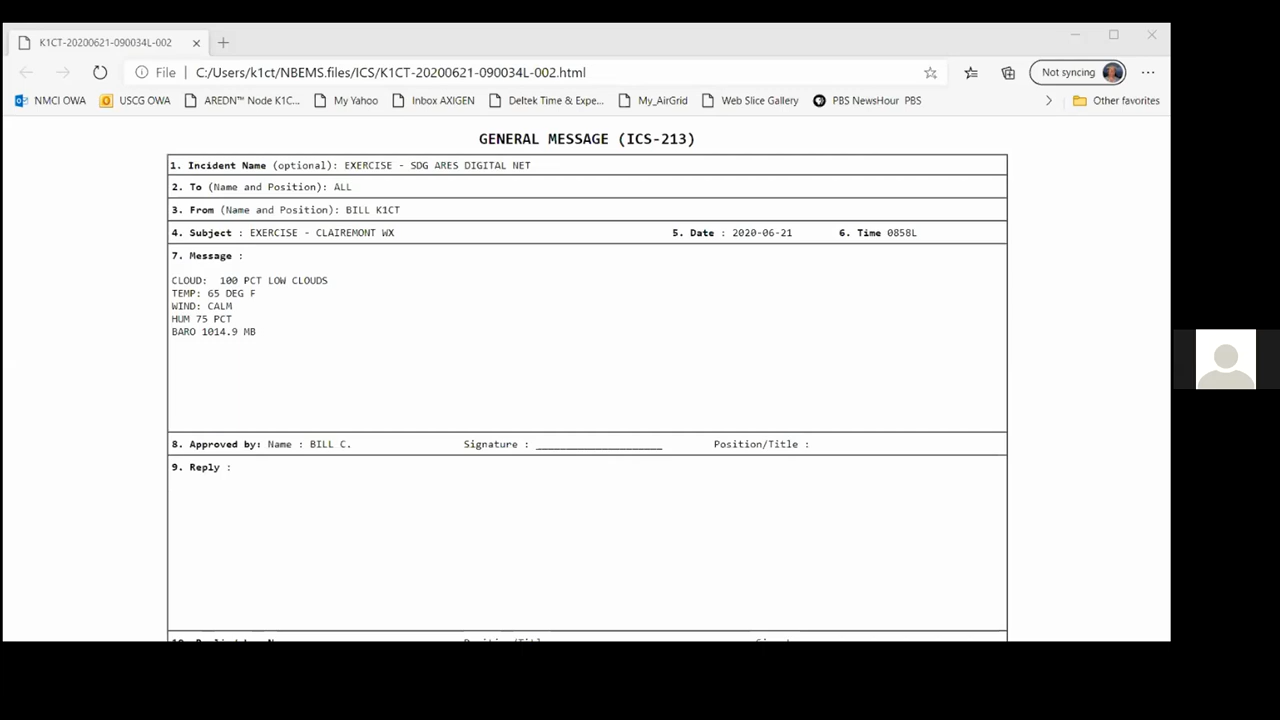 K1CT-20200621-090034L-002
File C:/Users/k1ct/NBEMS.files/ICS/K1CT-20200621-090034L-002.html Not syncing
NMCI OWA USCG OWA AREDN™ Node K1C... My Yahoo Inbox AXIGEN Deltek Time & Expe... My_AirGrid Web Slice Gallery PBS NewsHour PBS Other favorites
GENERAL MESSAGE (ICS-213)
1. Incident Name (optional): EXERCISE - SDG ARES DIGITAL NET
2. To (Name and Position): ALL
3. From (Name and Position): BILL K1CT
4. Subject : EXERCISE - CLAIREMONT WX 5. Date : 2020-06-21 6. Time 0858L
7. Message :
CLOUD: 100 PCT LOW CLOUDS
TEMP: 65 DEG F
WIND: CALM
HUM 75 PCT
BARO 1014.9 MB
8. Approved by: Name : BILL C. Signature : Position/Title :
9. Reply :